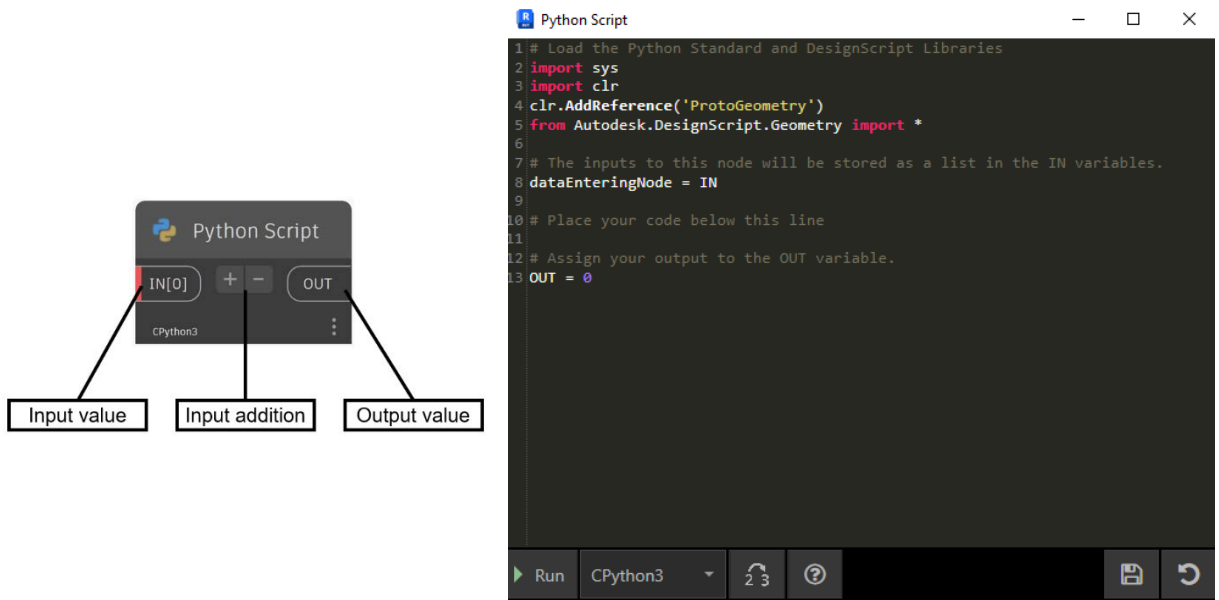 Python Script
IN[0]
+
−
OUT
CPython3
Input value
Input addition
Output value
R
Python Script
1 # Load the Python Standard and DesignScript Libraries
2 import sys
3 import clr
4 clr.AddReference('ProtoGeometry')
5 from Autodesk.DesignScript.Geometry import *
6
7 # The inputs to this node will be stored as a list in the IN variables.
8 dataEnteringNode = IN
9
10 # Place your code below this line
11
12 # Assign your output to the OUT variable.
13 OUT = 0
Run
CPython3
2 3
?